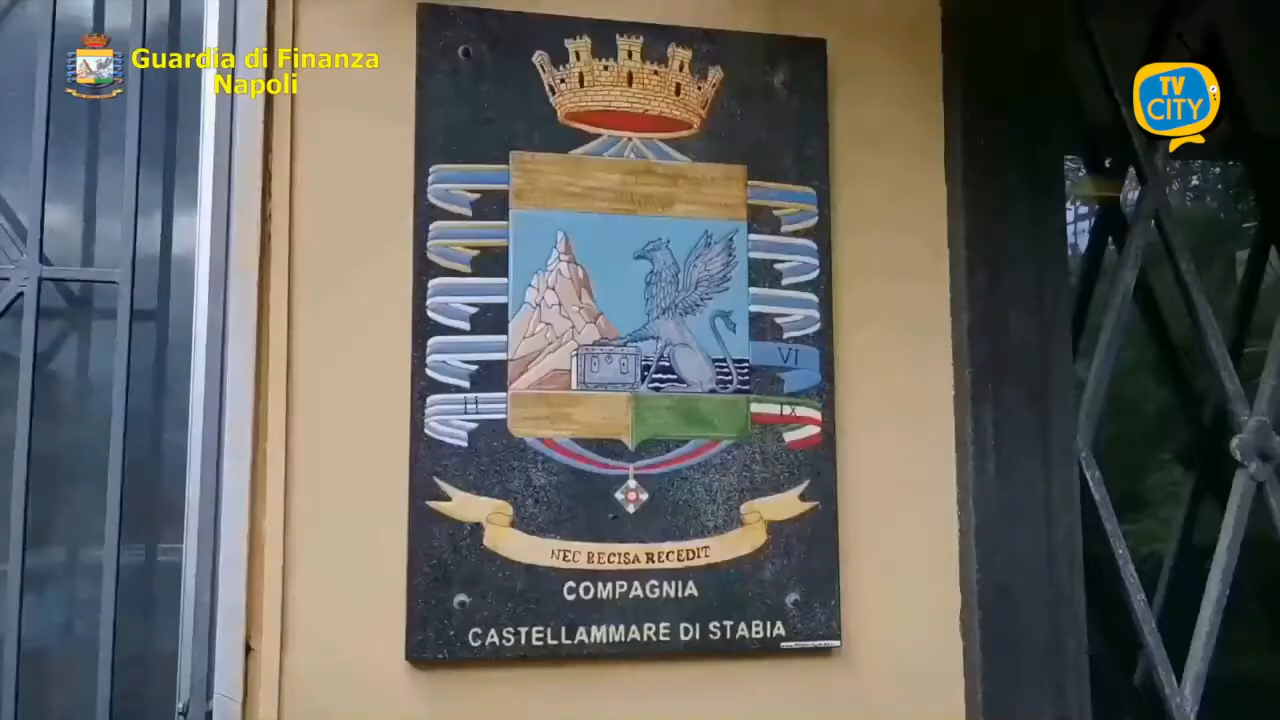 Guardia di Finanza
Napoli
TV
CITY
VI
II
IX
NEC RECISA RECEDIT
COMPAGNIA
CASTELLAMMARE DI STABIA